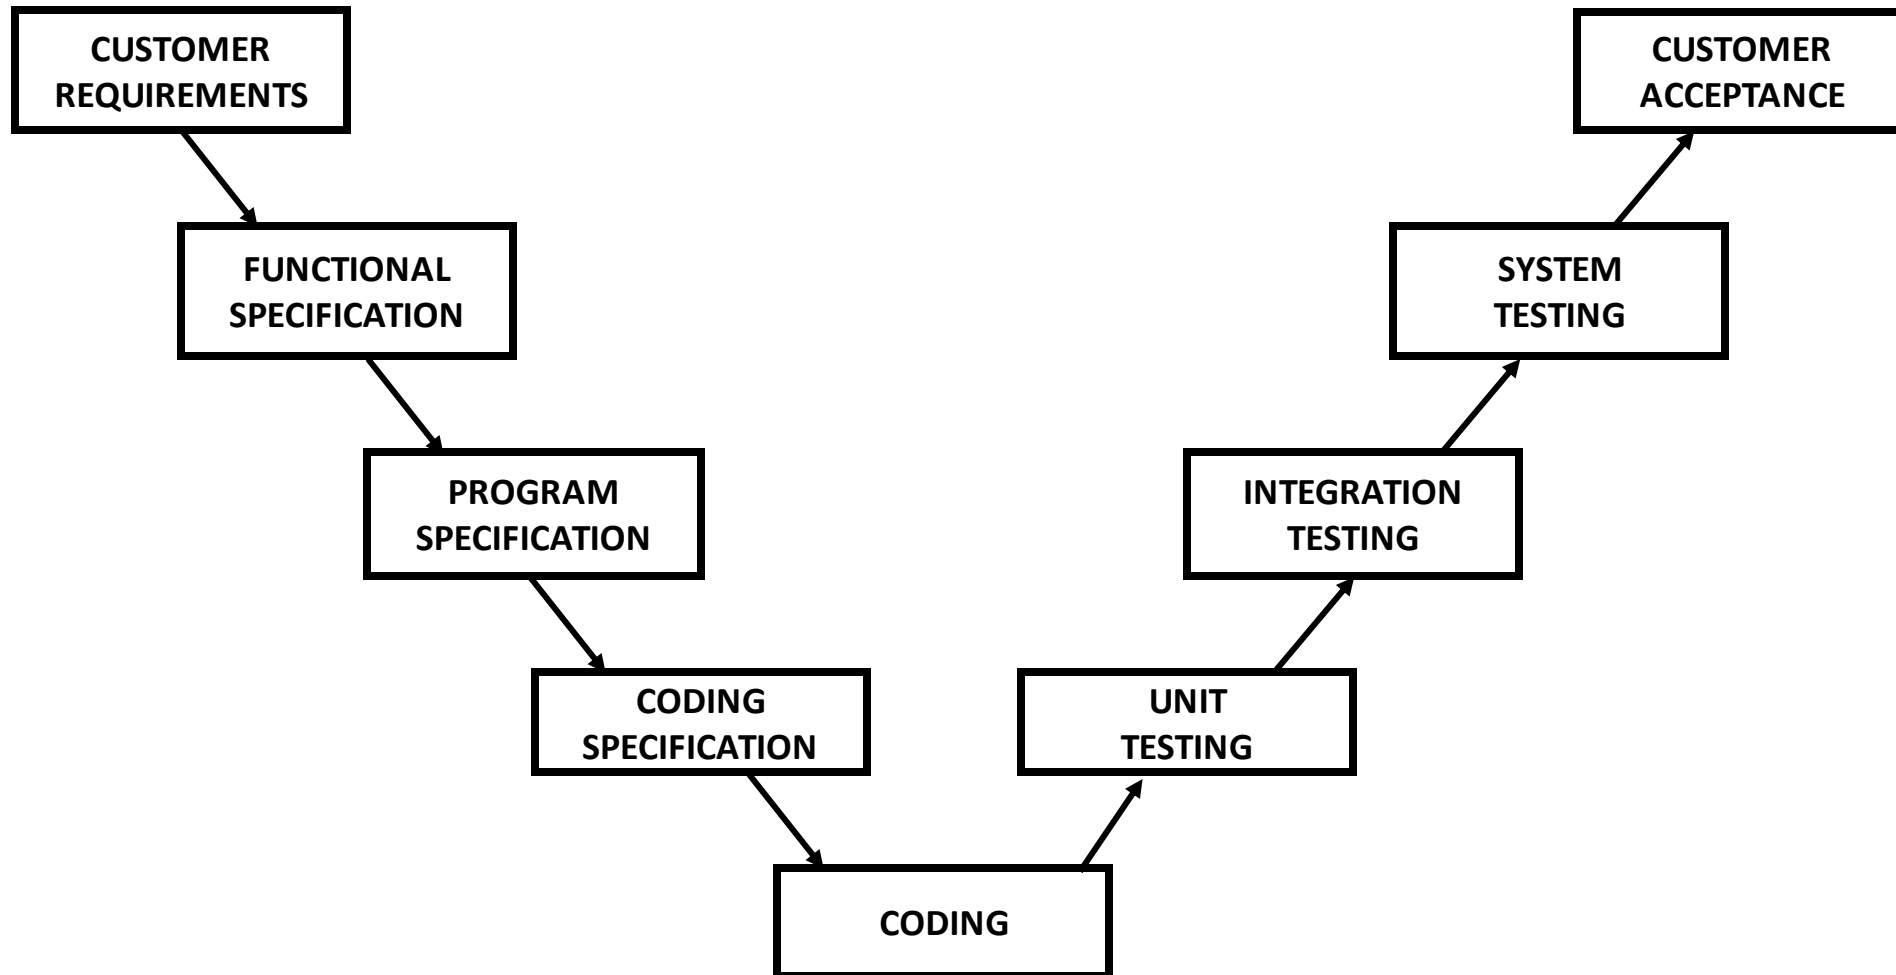 CUSTOMER
REQUIREMENTS
CUSTOMER
ACCEPTANCE
FUNCTIONAL
SPECIFICATION
SYSTEM
TESTING
PROGRAM
SPECIFICATION
INTEGRATION
TESTING
CODING
SPECIFICATION
UNIT
TESTING
CODING